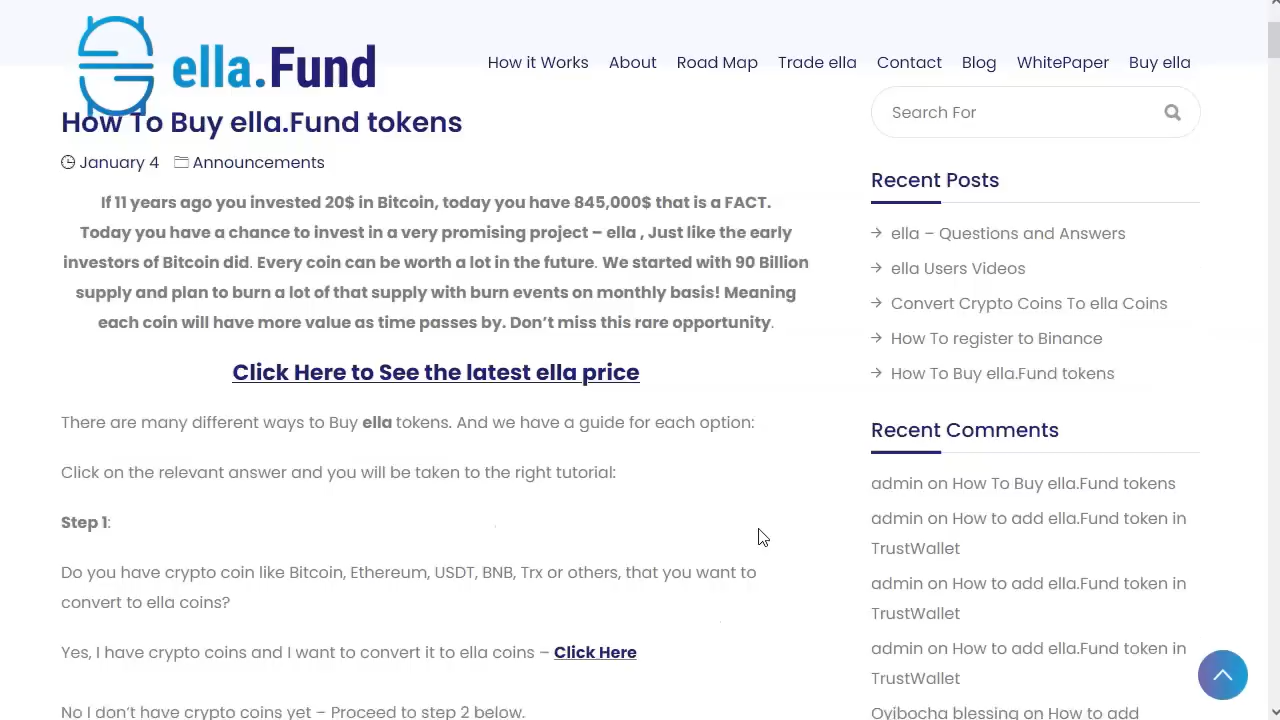 ella.Fund
How it Works About Road Map Trade ella Contact Blog WhitePaper Buy ella
How To Buy ella.Fund tokens
January 4 Announcements
If 11 years ago you invested 20$ in Bitcoin, today you have 845,000$ that is a FACT.
Today you have a chance to invest in a very promising project – ella , Just like the early
investors of Bitcoin did. Every coin can be worth a lot in the future. We started with 90 Billion
supply and plan to burn a lot of that supply with burn events on monthly basis! Meaning
each coin will have more value as time passes by. Don’t miss this rare opportunity.
Click Here to See the latest ella price
There are many different ways to Buy ella tokens. And we have a guide for each option:
Click on the relevant answer and you will be taken to the right tutorial:
Step 1:
Do you have crypto coin like Bitcoin, Ethereum, USDT, BNB, Trx or others, that you want to
convert to ella coins?
Yes, I have crypto coins and I want to convert it to ella coins – Click Here
No I don’t have crypto coins yet – Proceed to step 2 below.
Search For
Recent Posts
ella – Questions and Answers
ella Users Videos
Convert Crypto Coins To ella Coins
How To register to Binance
How To Buy ella.Fund tokens
Recent Comments
admin on How To Buy ella.Fund tokens
admin on How to add ella.Fund token in
TrustWallet
admin on How to add ella.Fund token in
TrustWallet
admin on How to add ella.Fund token in
TrustWallet
Oyibocha blessing on How to add